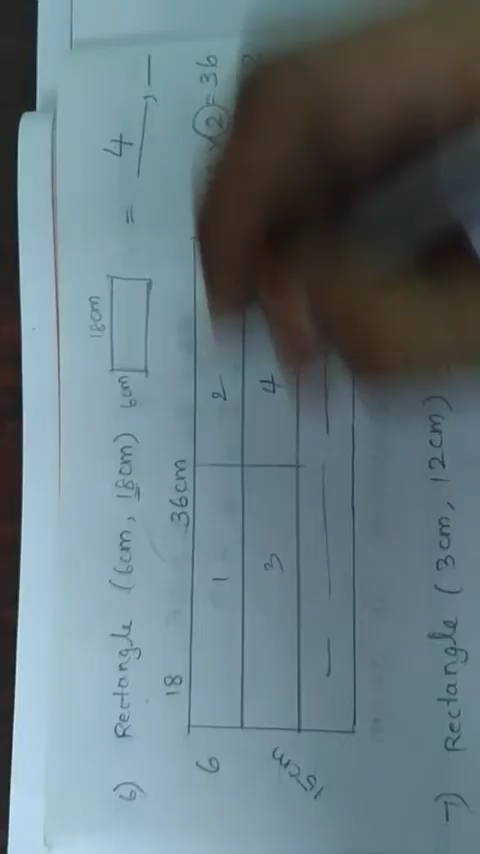 6) Rectangle (6cm, 18cm) 6cm 18cm = 4, —
18 36cm × 2 = 36
6 1 2
15cm 3 4
7) Rectangle (3cm, 12cm)